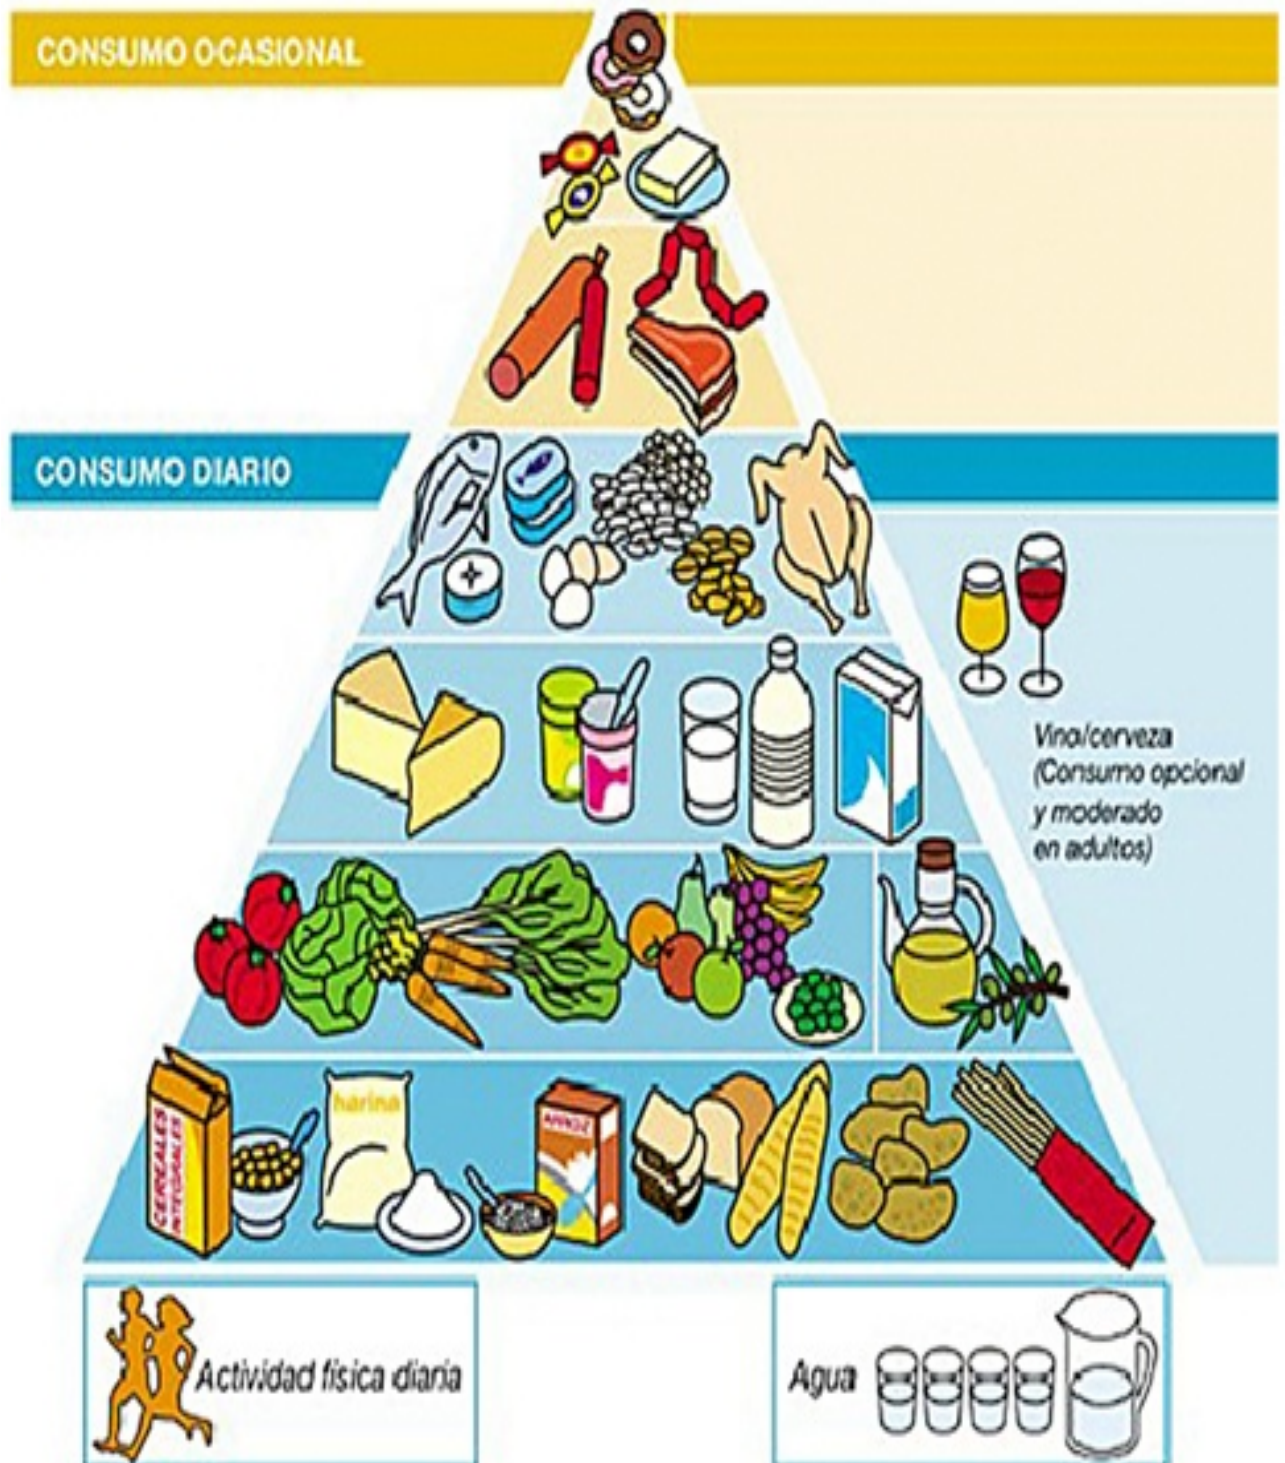 CONSUMO OCASIONAL
CONSUMO DIARIO
Vino/cerveza
(Consumo opcional
y moderado
en adultos)
CEREALES
INTEGRALES
harina
ARROZ
Actividad física diaria
Agua